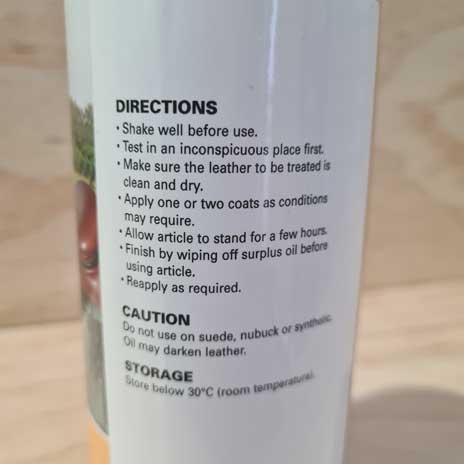 DIRECTIONS
• Shake well before use.
• Test in an inconspicuous place first.
• Make sure the leather to be treated is
clean and dry.
• Apply one or two coats as conditions
may require.
• Allow article to stand for a few hours.
• Finish by wiping off surplus oil before
using article.
• Reapply as required.
CAUTION
Do not use on suede, nubuck or synthetic.
Oil may darken leather.
STORAGE
Store below 30°C (room temperature).